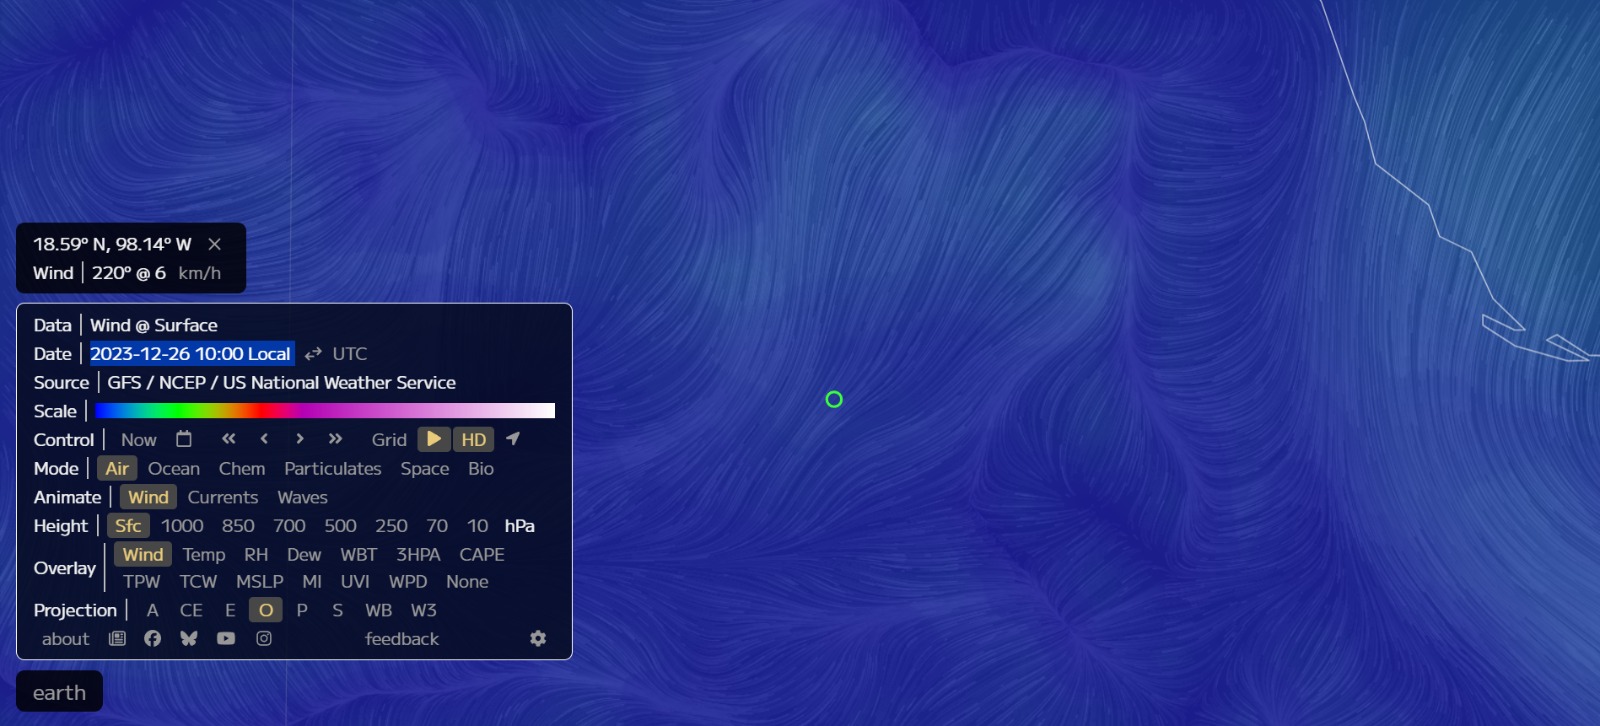 18.59° N, 98.14° W ×
Wind | 220° @ 6 km/h
Data | Wind @ Surface
Date | 2023-12-26 10:00 Local ⇄ UTC
Source | GFS / NCEP / US National Weather Service
Scale |
Control | Now « ‹ › » Grid HD
Mode | Air Ocean Chem Particulates Space Bio
Animate | Wind Currents Waves
Height | Sfc 1000 850 700 500 250 70 10 hPa
Overlay | Wind Temp RH Dew WBT 3HPA CAPE
TPW TCW MSLP MI UVI WPD None
Projection | A CE E O P S WB W3
about feedback
earth